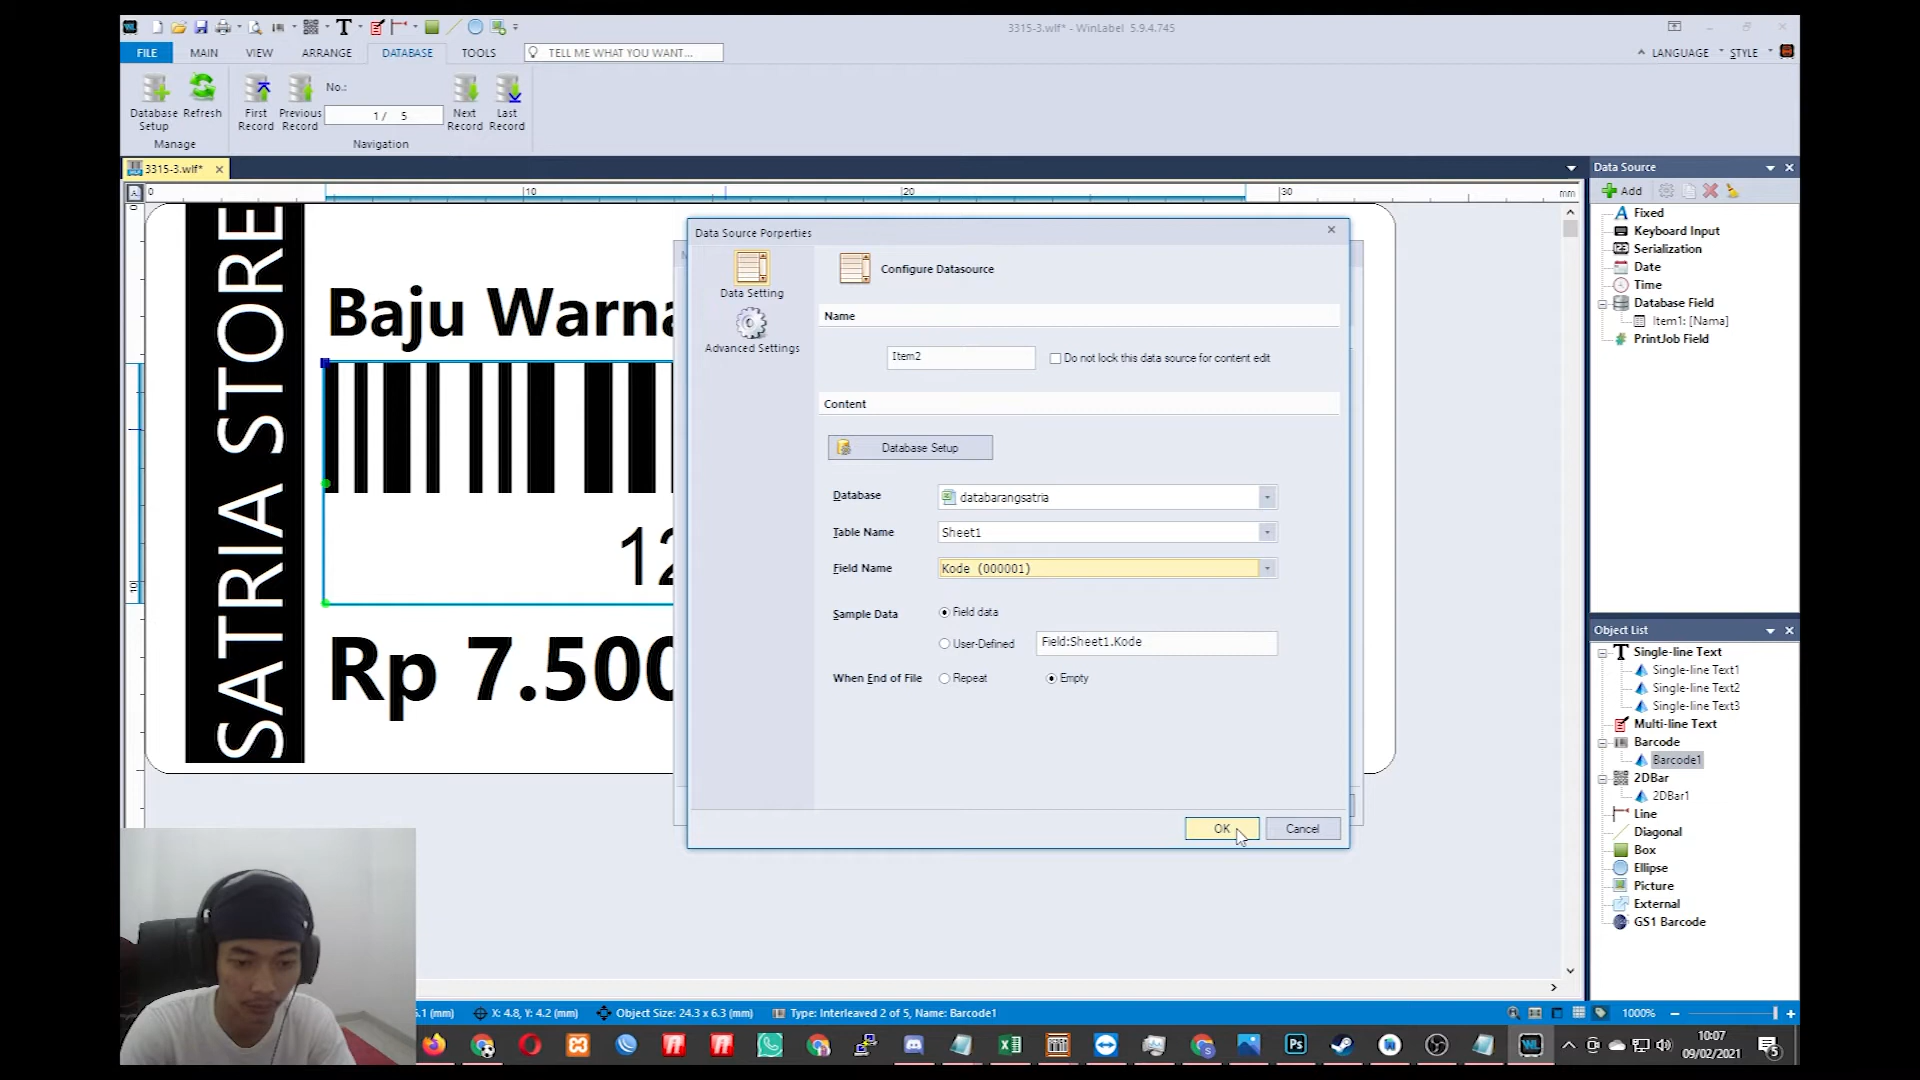 3315-3.wlf* - WinLabel 5.9.4.745
FILE MAIN VIEW ARRANGE DATABASE TOOLS TELL ME WHAT YOU WANT... LANGUAGE STYLE
No.:
1 / 5
Database Setup
Refresh
First Record
Previous Record
Next Record
Last Record
Manage
Navigation
3315-3.wlf*
0 10 20 30 mm
SATRIA STORE
Baju Warna
12
Rp 7.500
Data Source Porperties
Data Setting
Advanced Settings
Configure Datasource
Name
Item2
Do not lock this data source for content edit
Content
Database Setup
Database
databarangsatria
Table Name
Sheet1
Field Name
Kode (000001)
Sample Data
Field data
User-Defined
Field:Sheet1.Kode
When End of File
Repeat
Empty
OK
Cancel
Data Source
Add
Fixed
Keyboard Input
Serialization
Date
Time
Database Field
Item1: [Nama]
PrintJob Field
Object List
Single-line Text
Single-line Text1
Single-line Text2
Single-line Text3
Multi-line Text
Barcode
Barcode1
2DBar
2DBar1
Line
Diagonal
Box
Ellipse
Picture
External
GS1 Barcode
(mm) X: 4.8, Y: 4.2 (mm) Object Size: 24.3 x 6.3 (mm) Type: Interleaved 2 of 5, Name: Barcode1 1000%
10:07
09/02/2021